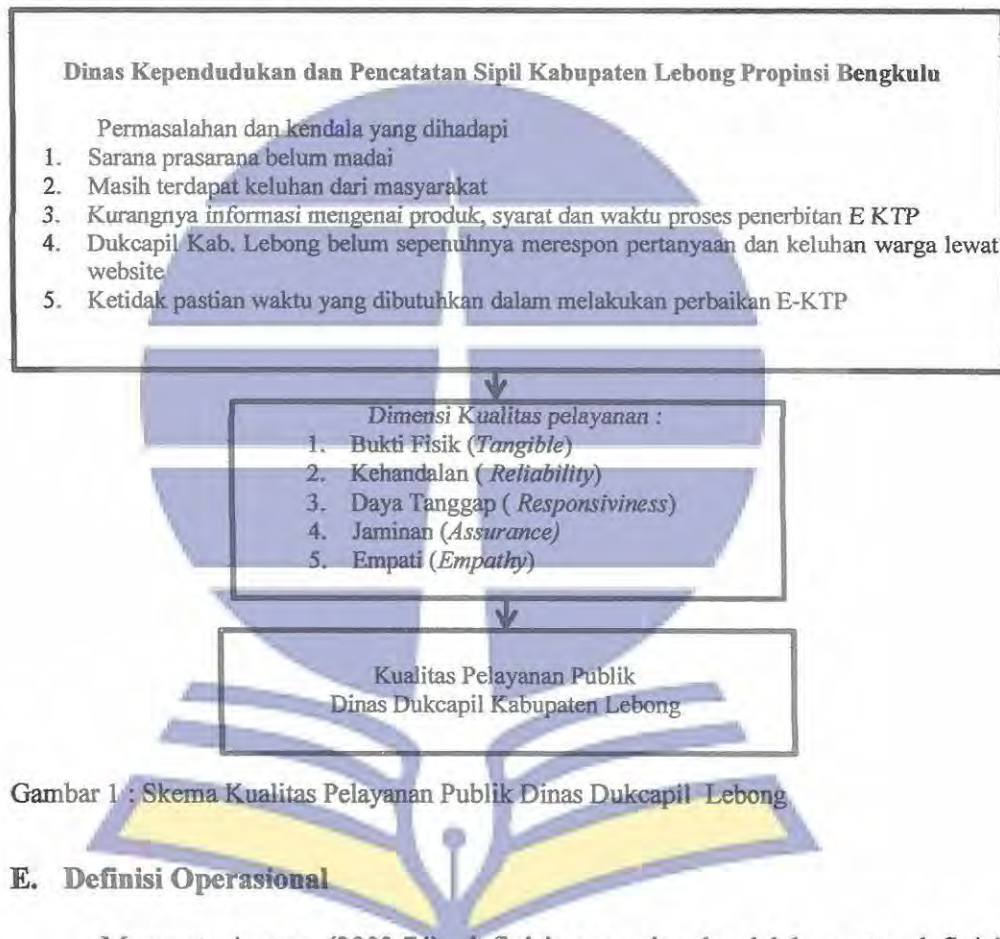 Dinas Kependudukan dan Pencatatan Sipil Kabupaten Lebong Propinsi Bengkulu
Permasalahan dan kendala yang dihadapi
1. Sarana prasarana belum madai
2. Masih terdapat keluhan dari masyarakat
3. Kurangnya informasi mengenai produk, syarat dan waktu proses penerbitan E KTP
4. Dukcapil Kab. Lebong belum sepenuhnya merespon pertanyaan dan keluhan warga lewat
website
5. Ketidak pastian waktu yang dibutuhkan dalam melakukan perbaikan E-KTP
Dimensi Kualitas pelayanan :
1. Bukti Fisik (Tangible)
2. Kehandalan ( Reliability)
3. Daya Tanggap ( Responsiviness)
4. Jaminan (Assurance)
5. Empati (Empathy)
Kualitas Pelayanan Publik
Dinas Dukcapil Kabupaten Lebong
Gambar 1 : Skema Kualitas Pelayanan Publik Dinas Dukcapil Lebong
E. Definisi Operasional